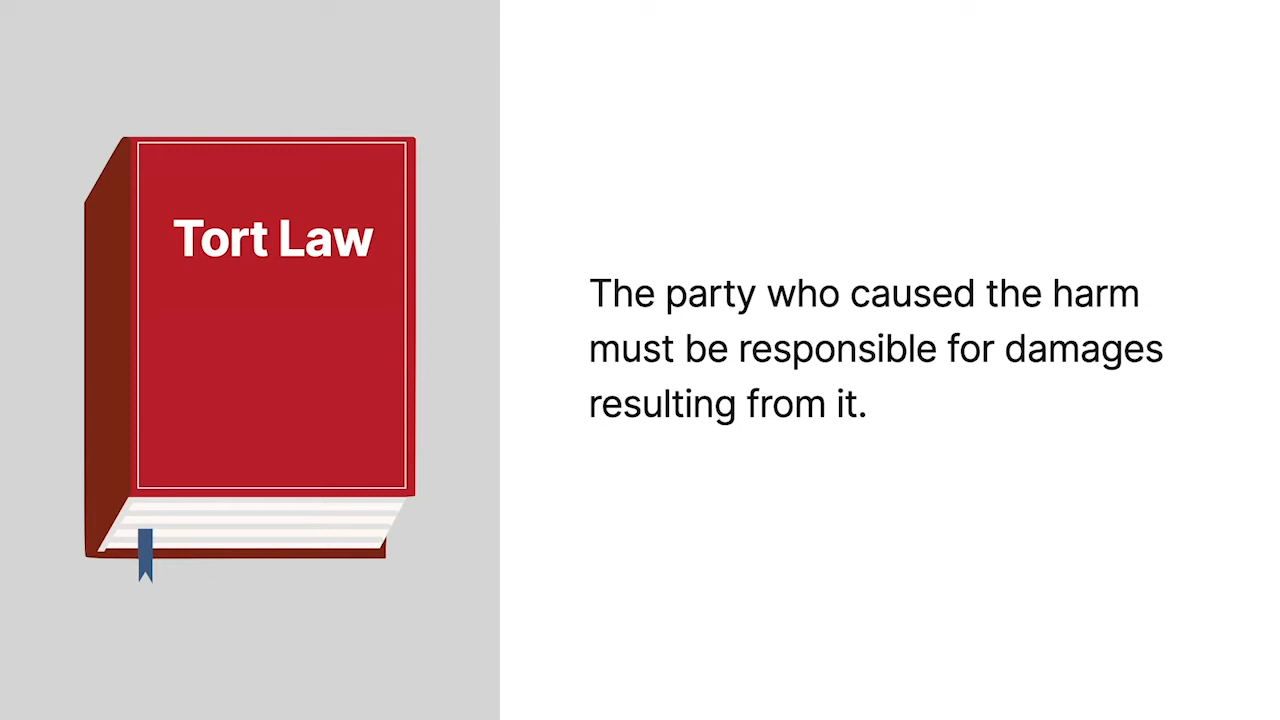 Tort Law
The party who caused the harm
must be responsible for damages
resulting from it.